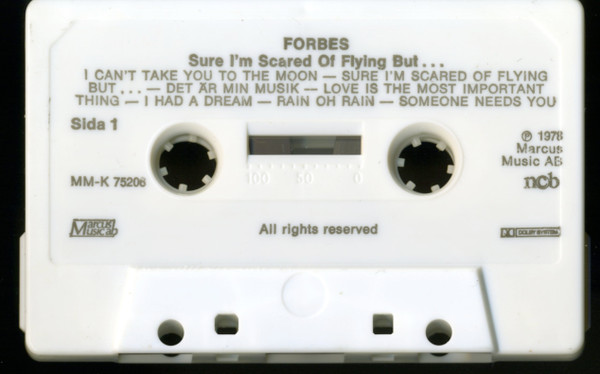 FORBES
Sure I'm Scared Of Flying But...
I CAN'T TAKE YOU TO THE MOON — SURE I'M SCARED OF FLYING
BUT... — DET ÄR MIN MUSIK — LOVE IS THE MOST IMPORTANT
THING — I HAD A DREAM — RAIN OH RAIN — SOMEONE NEEDS YOU
Sida 1
℗ 1978
Marcus
Music AB
MM-K 75206
ncb
100 50 0
Marcus
Music ab
All rights reserved
DOLBY SYSTEM